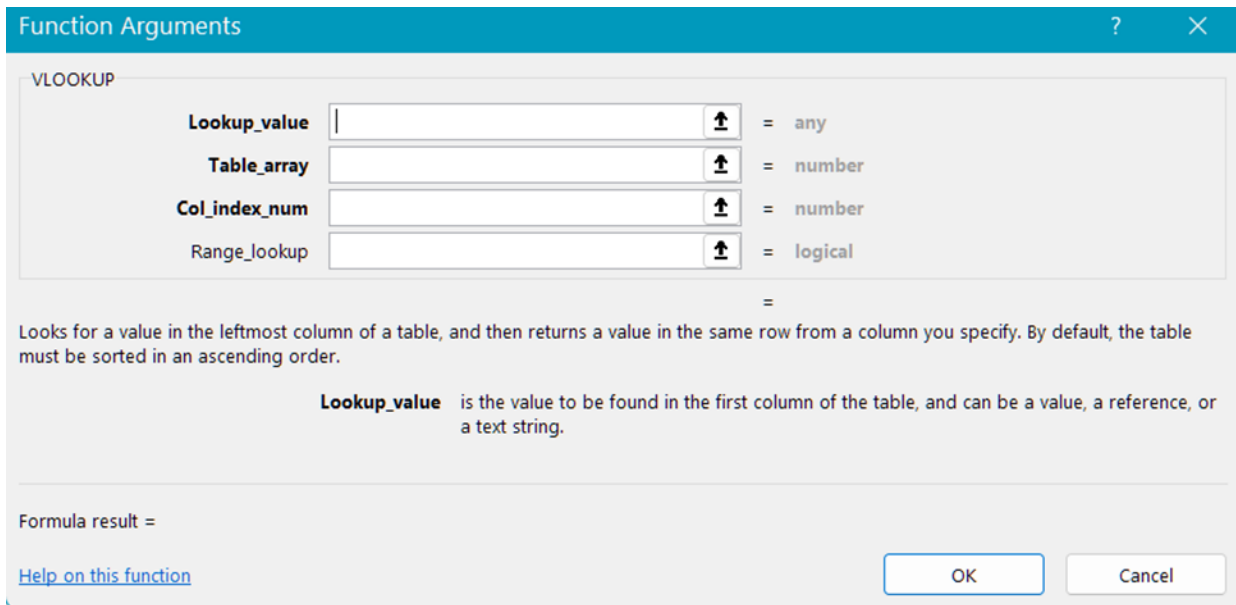 Function Arguments ?
VLOOKUP
Lookup_value = any
Table_array = number
Col_index_num = number
Range_lookup = logical
=
Looks for a value in the leftmost column of a table, and then returns a value in the same row from a column you specify. By default, the table
must be sorted in an ascending order.
Lookup_value is the value to be found in the first column of the table, and can be a value, a reference, or
a text string.
Formula result =
Help on this function OK Cancel